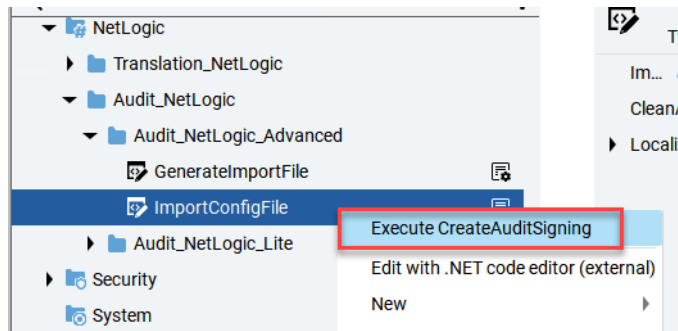 NetLogic
Translation_NetLogic
Audit_NetLogic
Audit_NetLogic_Advanced
GenerateImportFile
ImportConfigFile
Audit_NetLogic_Lite
Security
System
Execute CreateAuditSigning
Edit with .NET code editor (external)
New
T
Im...
Clean
Locali